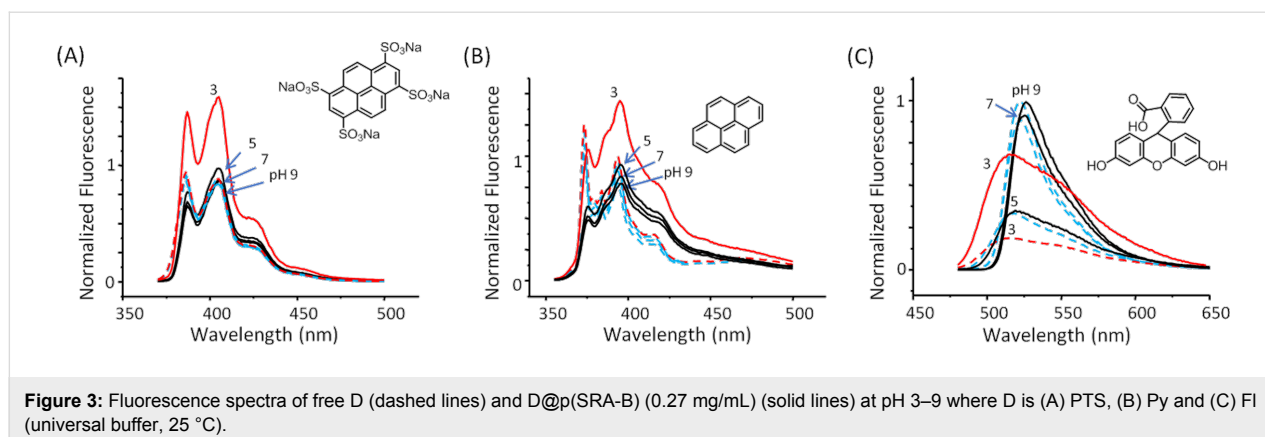 (A)
SO3Na
NaO3S
SO3Na
SO3Na
3
5
7
pH 9
1
0
Normalized Fluorescence
350
400
450
500
Wavelength (nm)
(B)
3
5
7
pH 9
1
0
Normalized Fluorescence
350
400
450
500
Wavelength (nm)
(C)
pH 9
7
3
5
3
O
OH
HO
O
OH
1
0
Normalized Fluorescence
450
500
550
600
650
Wavelength (nm)
Figure 3: Fluorescence spectra of free D (dashed lines) and D@p(SRA-B) (0.27 mg/mL) (solid lines) at pH 3–9 where D is (A) PTS, (B) Py and (C) Fl
(universal buffer, 25 °C).